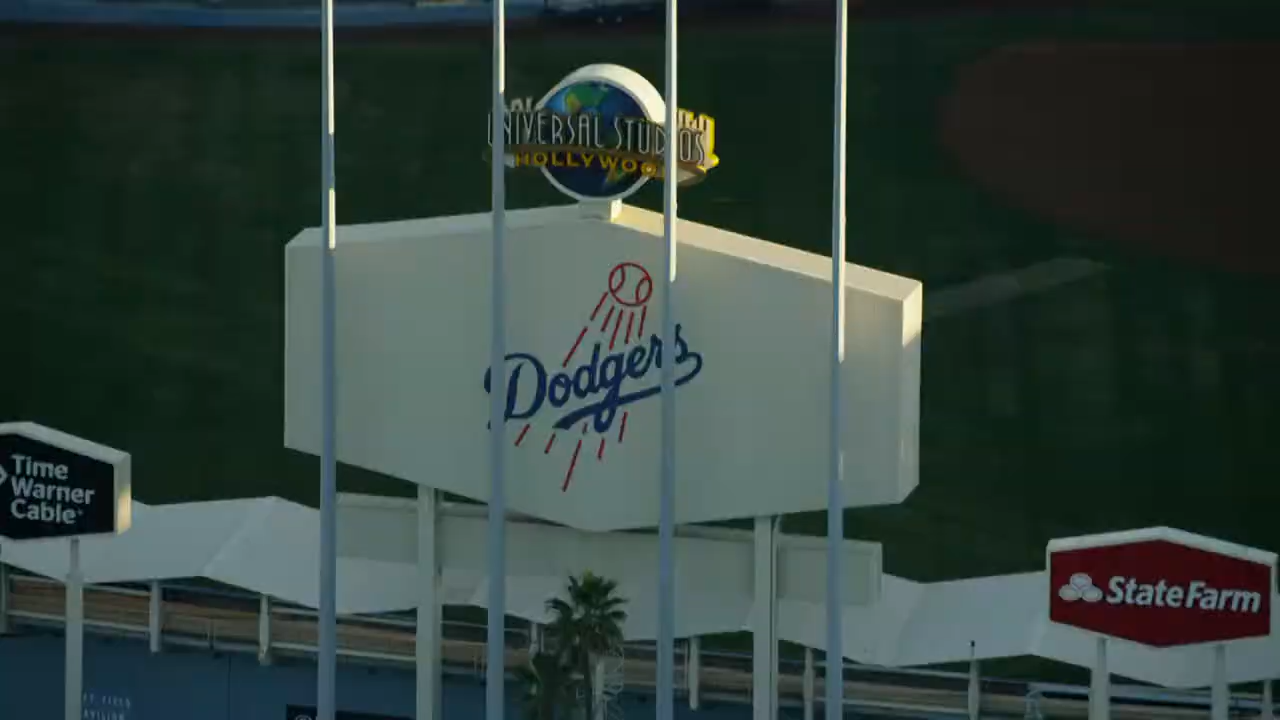 UNIVERSAL STUDIOS
HOLLYWOOD
Dodgers
Time
Warner
Cable
StateFarm